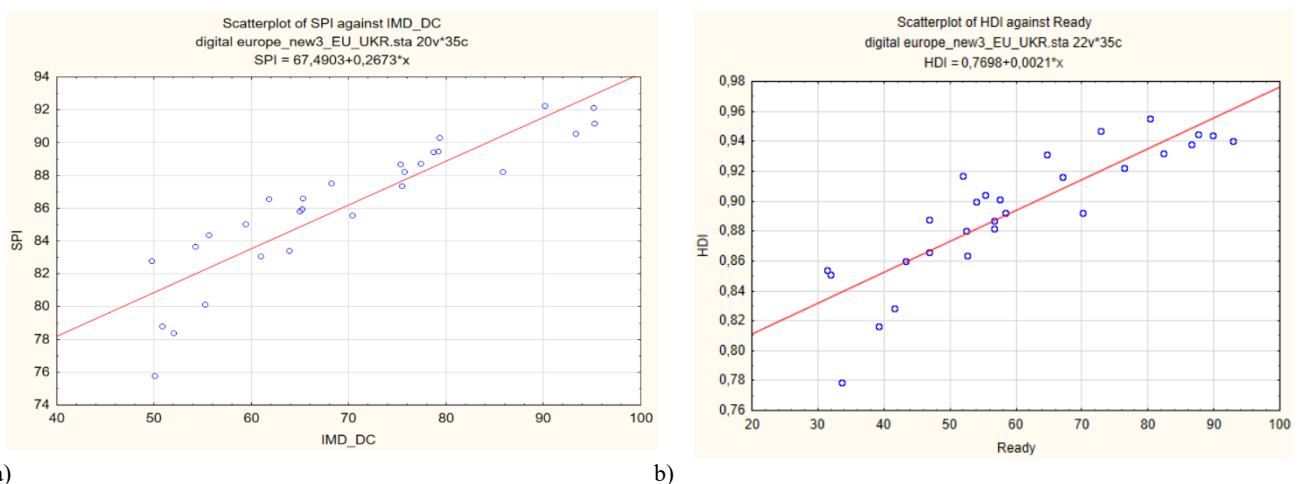 Scatterplot of SPI against IMD_DC
digital europe_new3_EU_UKR.sta 20v*35c
SPI = 67,4903+0,2673*x
94
92
90
88
86
84
82
80
78
76
74
SPI
40 50 60 70 80 90 100
IMD_DC
a)
Scatterplot of HDI against Ready
digital europe_new3_EU_UKR.sta 22v*35c
HDI = 0,7698+0,0021*x
0,98
0,96
0,94
0,92
0,90
0,88
0,86
0,84
0,82
0,80
0,78
0,76
HDI
20 30 40 50 60 70 80 90 100
Ready
b)